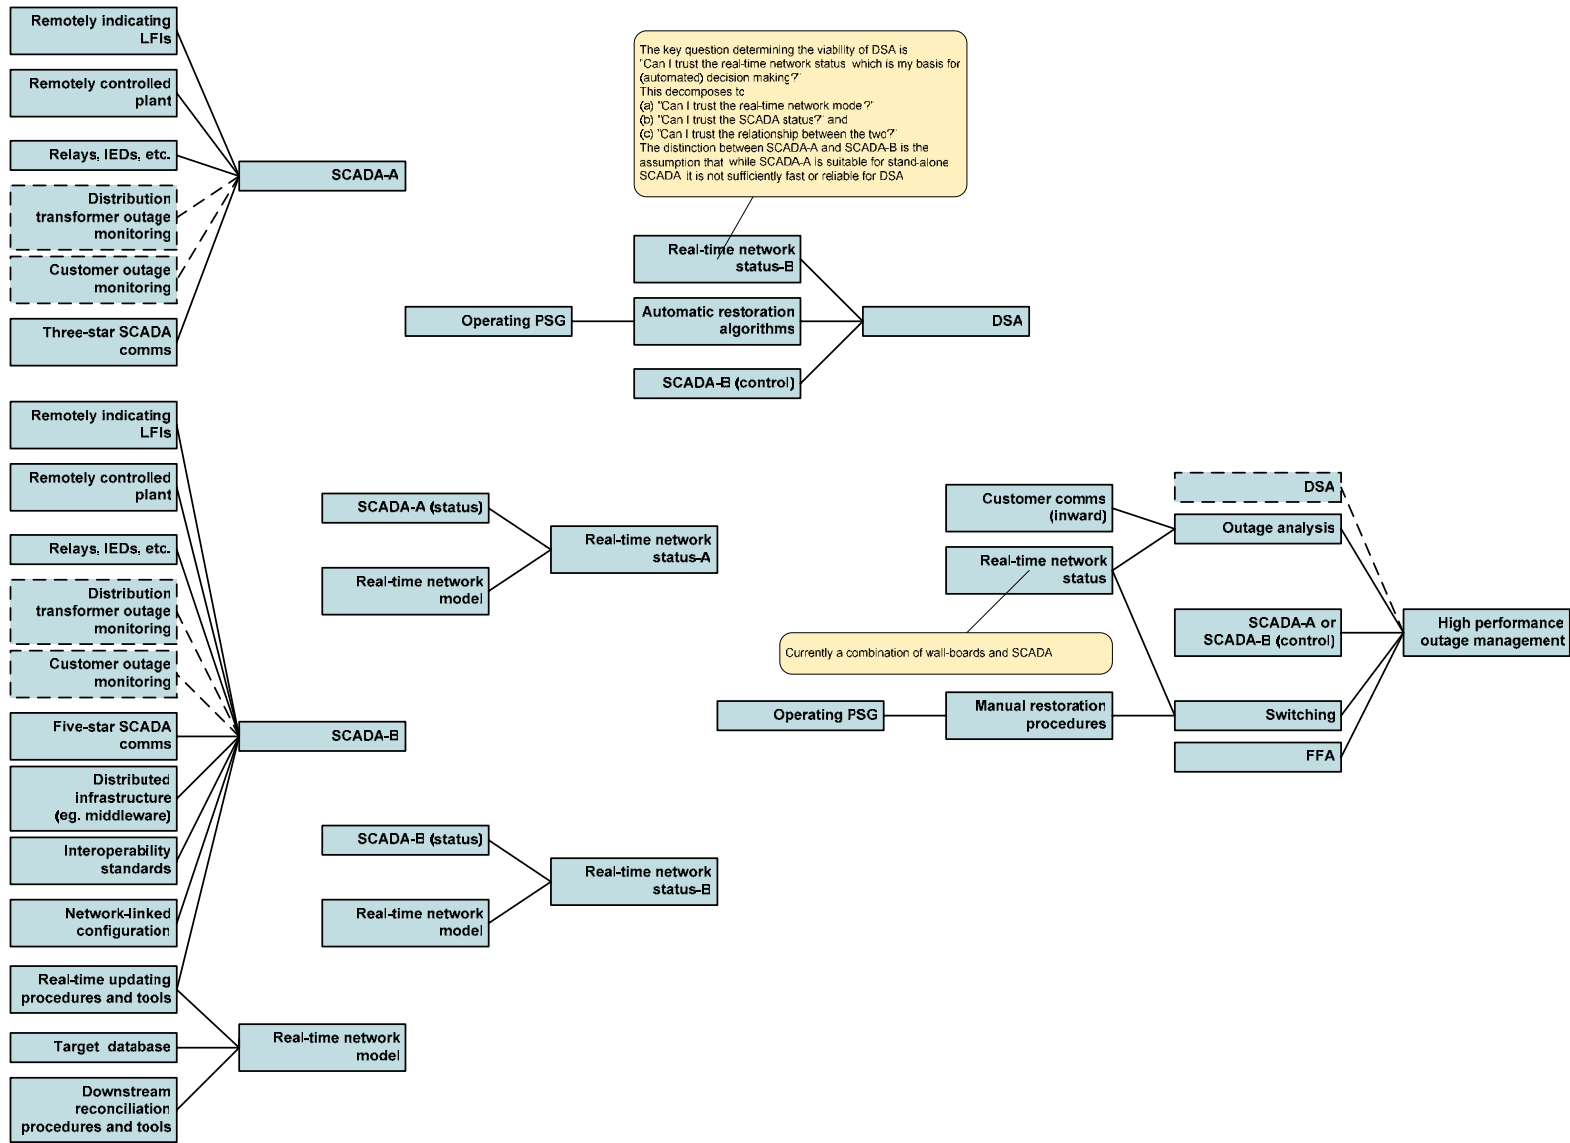 Remotely indicating
LFIs
Remotely controlled
plant
Relays, IEDs, etc.
Distribution
transformer outage
monitoring
Customer outage
monitoring
Three-star SCADA
comms
SCADA-A
The key question determining the viability of DSA is
"Can I trust the real-time network status which is my basis for
(automated) decision making?"
This decomposes to
(a) "Can I trust the real-time network mode?"
(b) "Can I trust the SCADA status?" and
(c) "Can I trust the relationship between the two?"
The distinction between SCADA-A and SCADA-B is the
assumption that while SCADA-A is suitable for stand-alone
SCADA it is not sufficiently fast or reliable for DSA
Real-time network
status-B
Operating PSG
Automatic restoration
algorithms
DSA
SCADA-B (control)
Remotely indicating
LFIs
Remotely controlled
plant
Relays, IEDs, etc.
Distribution
transformer outage
monitoring
Customer outage
monitoring
Five-star SCADA
comms
Distributed
infrastructure
(eg. middleware)
Interoperability
standards
Network-linked
configuration
Real-time updating
procedures and tools
Target database
Downstream
reconciliation
procedures and tools
SCADA-B
Real-time network
model
SCADA-A (status)
Real-time network
model
Real-time network
status-A
SCADA-B (status)
Real-time network
model
Real-time network
status-B
Customer comms
(inward)
Real-time network
status
Currently a combination of wall-boards and SCADA
Operating PSG
Manual restoration
procedures
DSA
Outage analysis
SCADA-A or
SCADA-B (control)
Switching
FFA
High performance
outage management